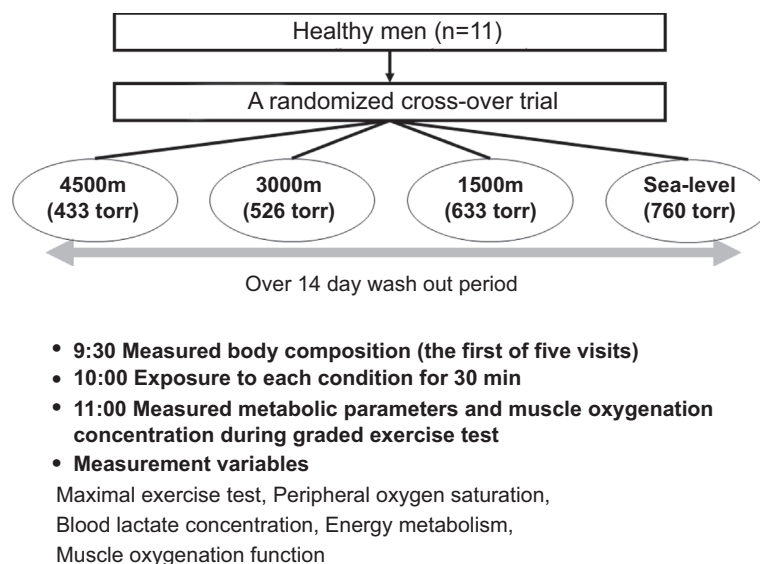 Healthy men (n=11)
A randomized cross-over trial
4500m
(433 torr)
3000m
(526 torr)
1500m
(633 torr)
Sea-level
(760 torr)
Over 14 day wash out period
• 9:30 Measured body composition (the first of five visits)
• 10:00 Exposure to each condition for 30 min
• 11:00 Measured metabolic parameters and muscle oxygenation
concentration during graded exercise test
• Measurement variables
Maximal exercise test, Peripheral oxygen saturation,
Blood lactate concentration, Energy metabolism,
Muscle oxygenation function